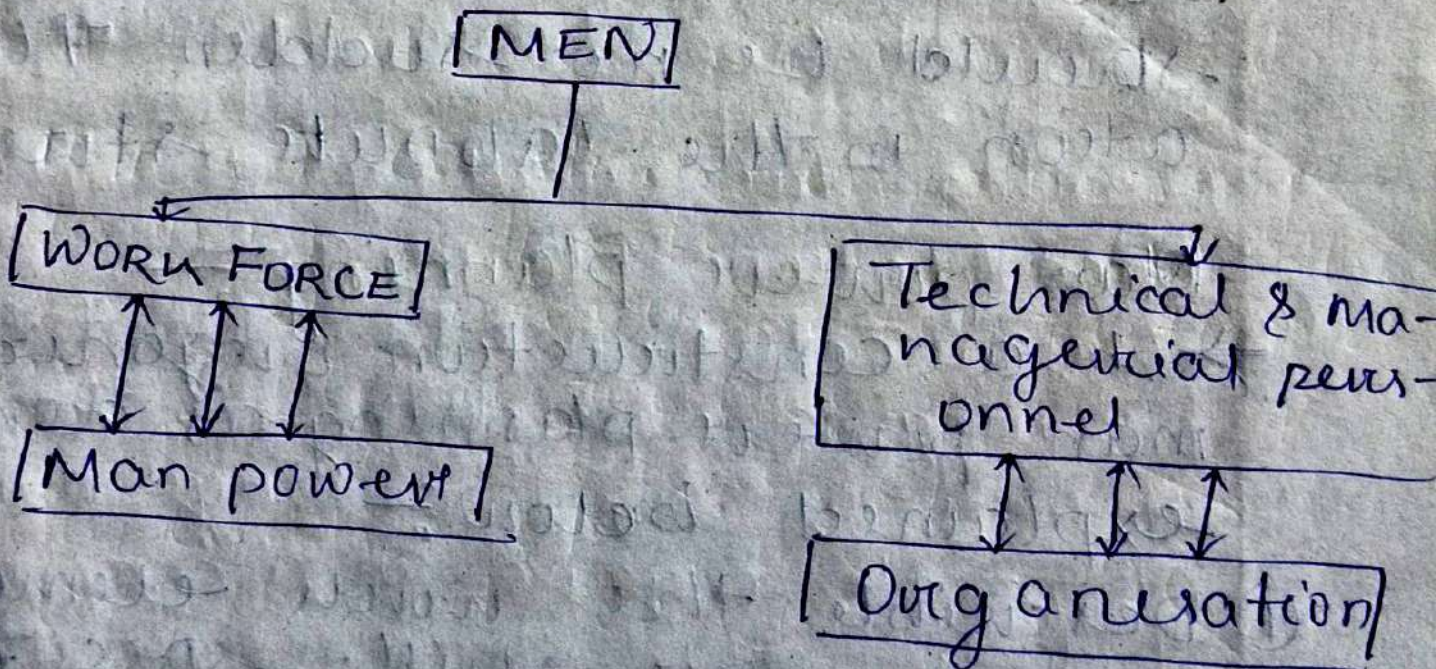 MEN
WORK FORCE
Technical & Ma-
nagerial pers-
onnel
Man power
Organisation